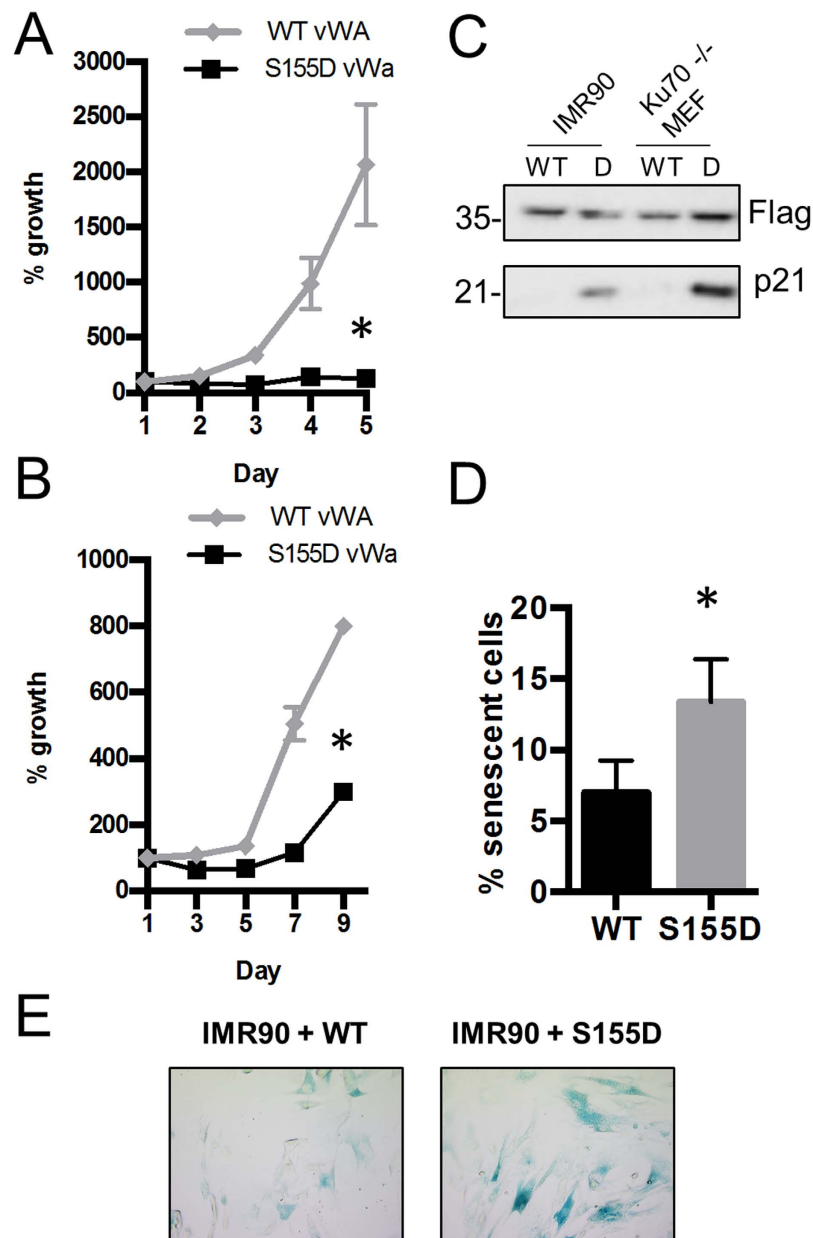 A
WT vWA
S155D vWa
3000
2500
2000
1500
1000
500
0
% growth
*
1 2 3 4 5
Day
B
WT vWA
S155D vWa
1000
800
600
400
200
0
% growth
*
1 3 5 7 9
Day
C
IMR90
Ku70 -/-
MEF
WT D WT D
35-
Flag
21-
p21
D
20
15
10
5
0
% senescent cells
*
WT S155D
E
IMR90 + WT
IMR90 + S155D